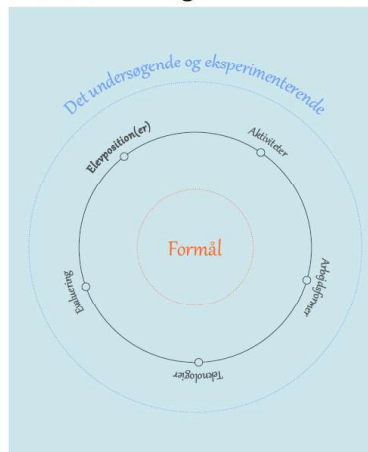 Det undersøgende og eksperimenterende
Elevposition(er)
Aktiviteter
Formål
Evaluering
Arbejdsformer
Teknologier